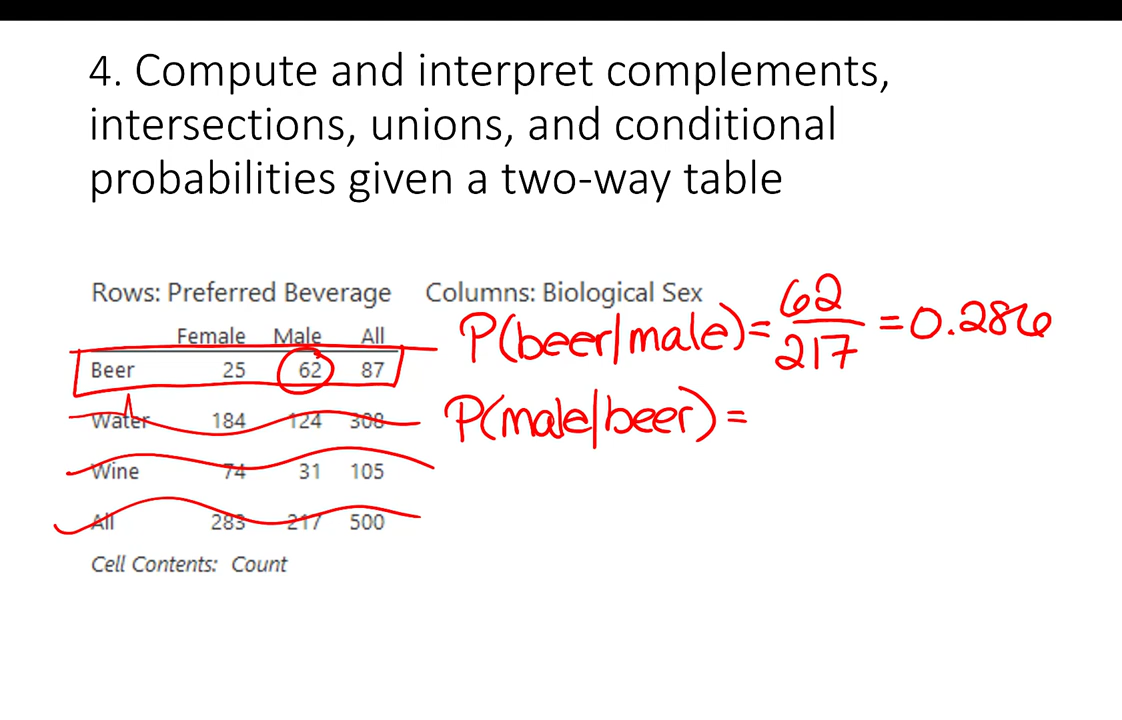 4. Compute and interpret complements,
intersections, unions, and conditional
probabilities given a two-way table
Rows: Preferred Beverage Columns: Biological Sex
Female Male All
Beer 25 62 87
Water 184 124 308
Wine 74 31 105
All 283 217 500
Cell Contents: Count
P(beer|male) = 62/217 = 0.286
P(male|beer) =